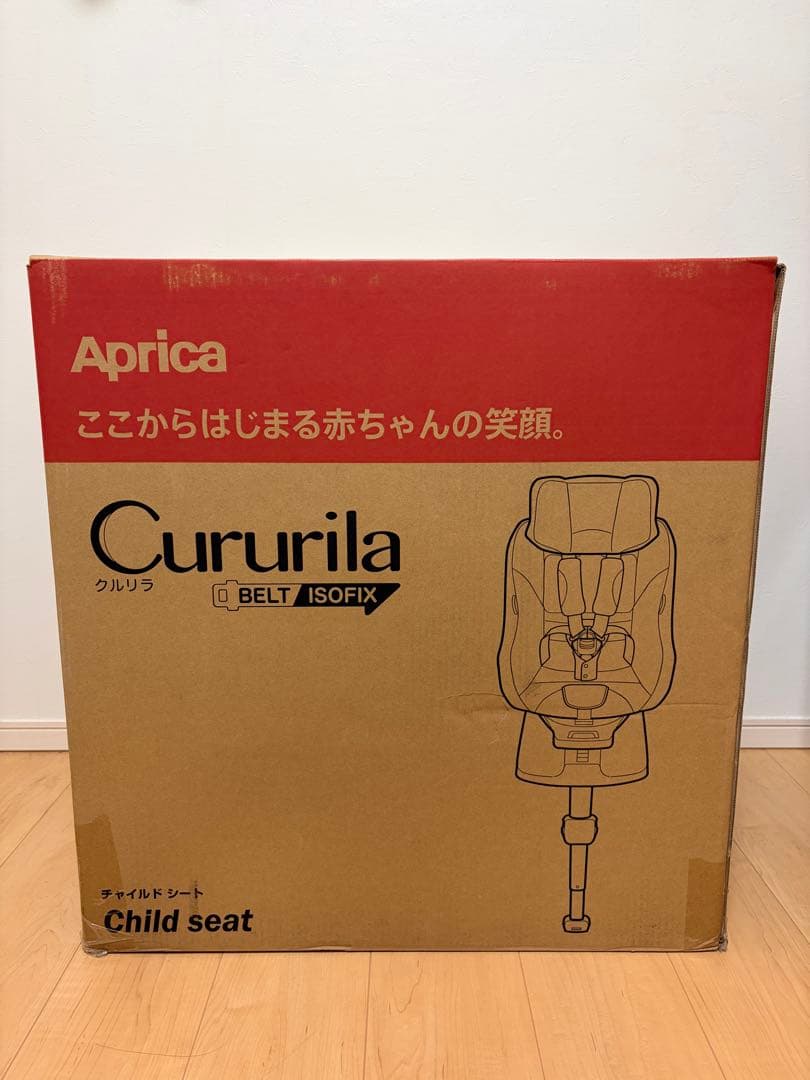 Aprica
ここからはじまる赤ちゃんの笑顔。
Cururila
クルリラ
BELT ISOFIX
チャイルド シート
Child seat